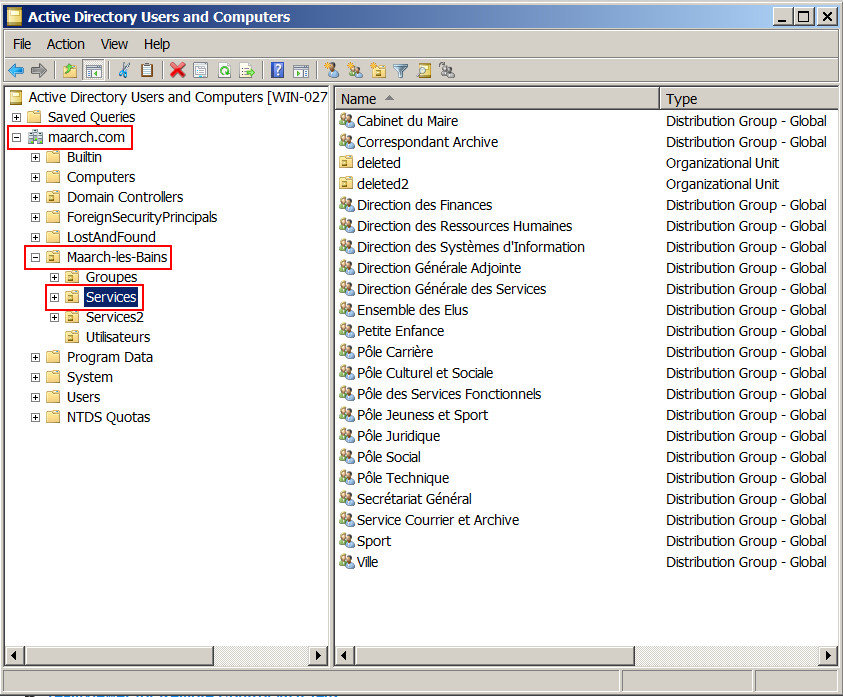 Active Directory Users and Computers
File Action View Help
Active Directory Users and Computers [WIN-027
Saved Queries
maarch.com
Builtin
Computers
Domain Controllers
ForeignSecurityPrincipals
LostAndFound
Maarch-les-Bains
Groupes
Services
Services2
Utilisateurs
Program Data
System
Users
NTDS Quotas
Name Type
Cabinet du Maire Distribution Group - Global
Correspondant Archive Distribution Group - Global
deleted Organizational Unit
deleted2 Organizational Unit
Direction des Finances Distribution Group - Global
Direction des Ressources Humaines Distribution Group - Global
Direction des Systèmes d'Information Distribution Group - Global
Direction Générale Adjointe Distribution Group - Global
Direction Générale des Services Distribution Group - Global
Ensemble des Elus Distribution Group - Global
Petite Enfance Distribution Group - Global
Pôle Carrière Distribution Group - Global
Pôle Culturel et Sociale Distribution Group - Global
Pôle des Services Fonctionnels Distribution Group - Global
Pôle Jeuness et Sport Distribution Group - Global
Pôle Juridique Distribution Group - Global
Pôle Social Distribution Group - Global
Pôle Technique Distribution Group - Global
Secrétariat Général Distribution Group - Global
Service Courrier et Archive Distribution Group - Global
Sport Distribution Group - Global
Ville Distribution Group - Global